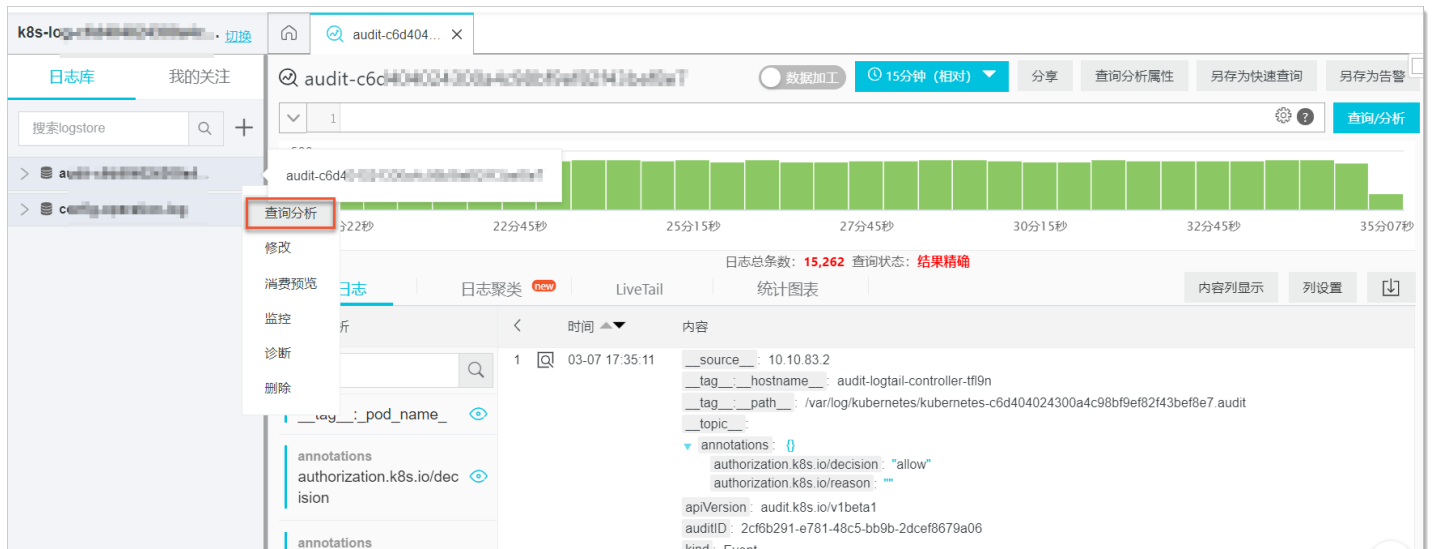 k8s-log
切换
audit-c6d404...
日志库
我的关注
搜索logstore
audit-c6d
数据加工
15分钟（相对）
分享
查询分析属性
另存为快速查询
另存为告警
1
?
查询/分析
audit-c6d4
查询分析
修改
消费预览
监控
诊断
删除
22秒
22分45秒
25分15秒
27分45秒
30分15秒
32分45秒
35分07秒
日志总条数：15,262 查询状态：结果精确
日志
日志聚类 new
LiveTail
统计图表
内容列显示
列设置
时间
内容
__tag__:_pod_name_
annotations
authorization.k8s.io/dec
ision
annotations
1
03-07 17:35:11
__source__: 10.10.83.2
__tag__:__hostname__: audit-logtail-controller-tfl9n
__tag__:__path__: /var/log/kubernetes/kubernetes-c6d404024300a4c98bf9ef82f43bef8e7.audit
__topic__:
annotations: {}
authorization.k8s.io/decision: "allow"
authorization.k8s.io/reason: ""
apiVersion: audit.k8s.io/v1beta1
auditID: 2cf6b291-e781-48c5-bb9b-2dcef8679a06
kind: Event